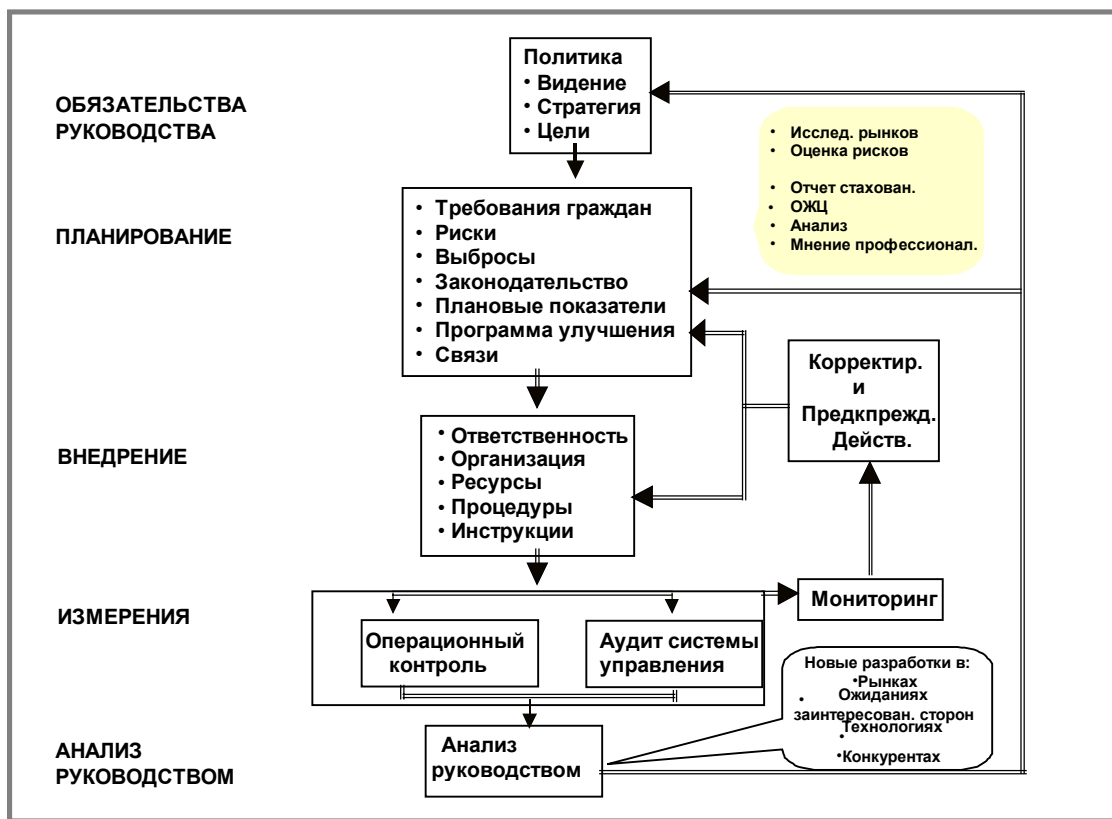 ОБЯЗАТЕЛЬСТВА
РУКОВОДСТВА
Политика
• Видение
• Стратегия
• Цели
• Исслед. рынков
• Оценка рисков
• Отчет стахован.
• ОЖЦ
• Анализ
• Мнение профессионал.
ПЛАНИРОВАНИЕ
• Требования граждан
• Риски
• Выбросы
• Законодательство
• Плановые показатели
• Программа улучшения
• Связи
Корректир.
и
Предкпрежд.
Действ.
ВНЕДРЕНИЕ
• Ответственность
• Организация
• Ресурсы
• Процедуры
• Инструкции
ИЗМЕРЕНИЯ
Операционный
контроль
Аудит системы
управления
Мониторинг
Новые разработки в:
•Рынках
• Ожиданиях
заинтересован. сторон
Технологиях
•
•Конкурентах
АНАЛИЗ
РУКОВОДСТВОМ
Анализ
руководством